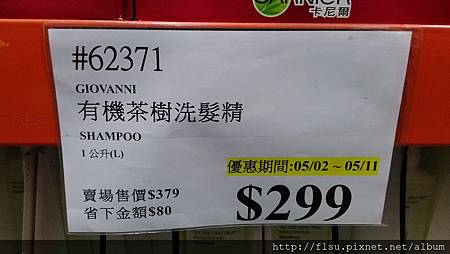 GARNICA
卡尼爾
#62371
GIOVANNI
有機茶樹洗髮精
SHAMPOO
1公升(L)
優惠期間:05/02 ~ 05/11
賣場售價$379
省下金額$80
$299
http://flsu.pixnet.net/album